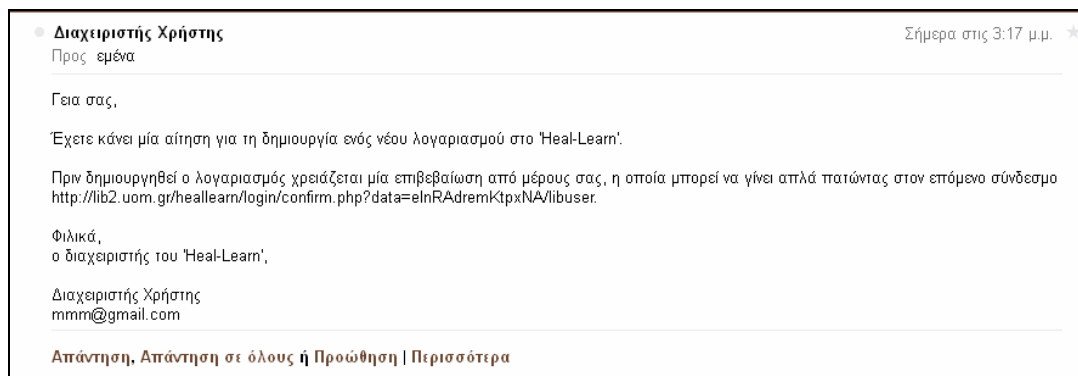 Διαχειριστής Χρήστης
Σήμερα στις 3:17 μ.μ.
Προς εμένα
Γεια σας,
Έχετε κάνει μία αίτηση για τη δημιουργία ενός νέου λογαριασμού στο 'Heal-Learn'.
Πριν δημιουργηθεί ο λογαριασμός χρειάζεται μία επιβεβαίωση από μέρους σας, η οποία μπορεί να γίνει απλά πατώντας στον επόμενο σύνδεσμο
http://lib2.uom.gr/heallearn/login/confirm.php?data=elnRAdremKtpxNA/libuser.
Φιλικά,
ο διαχειριστής του 'Heal-Learn',
Διαχειριστής Χρήστης
mmm@gmail.com
Απάντηση, Απάντηση σε όλους ή Προώθηση | Περισσότερα